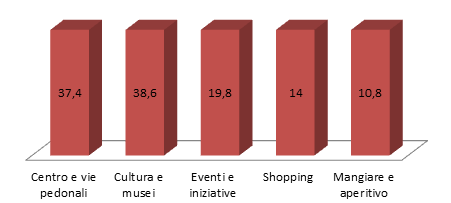 37,4 38,6 19,8 14 10,8
Centro e vie Cultura e Eventi e Shopping Mangiare e
pedonali musei iniziative aperitivo